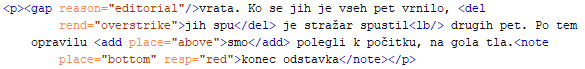 <p><gap reason="editorial"/>vrata. Ko se jih je vseh pet vrnilo, <del
rend="overstrike">jih spu</del> je stražar spustil<lb/> drugih pet. Po tem
opravilu <add place="above">smo</add> polegli k počitku, na gola tla.<note
place="bottom" resp="red">konec odstavka</note></p>